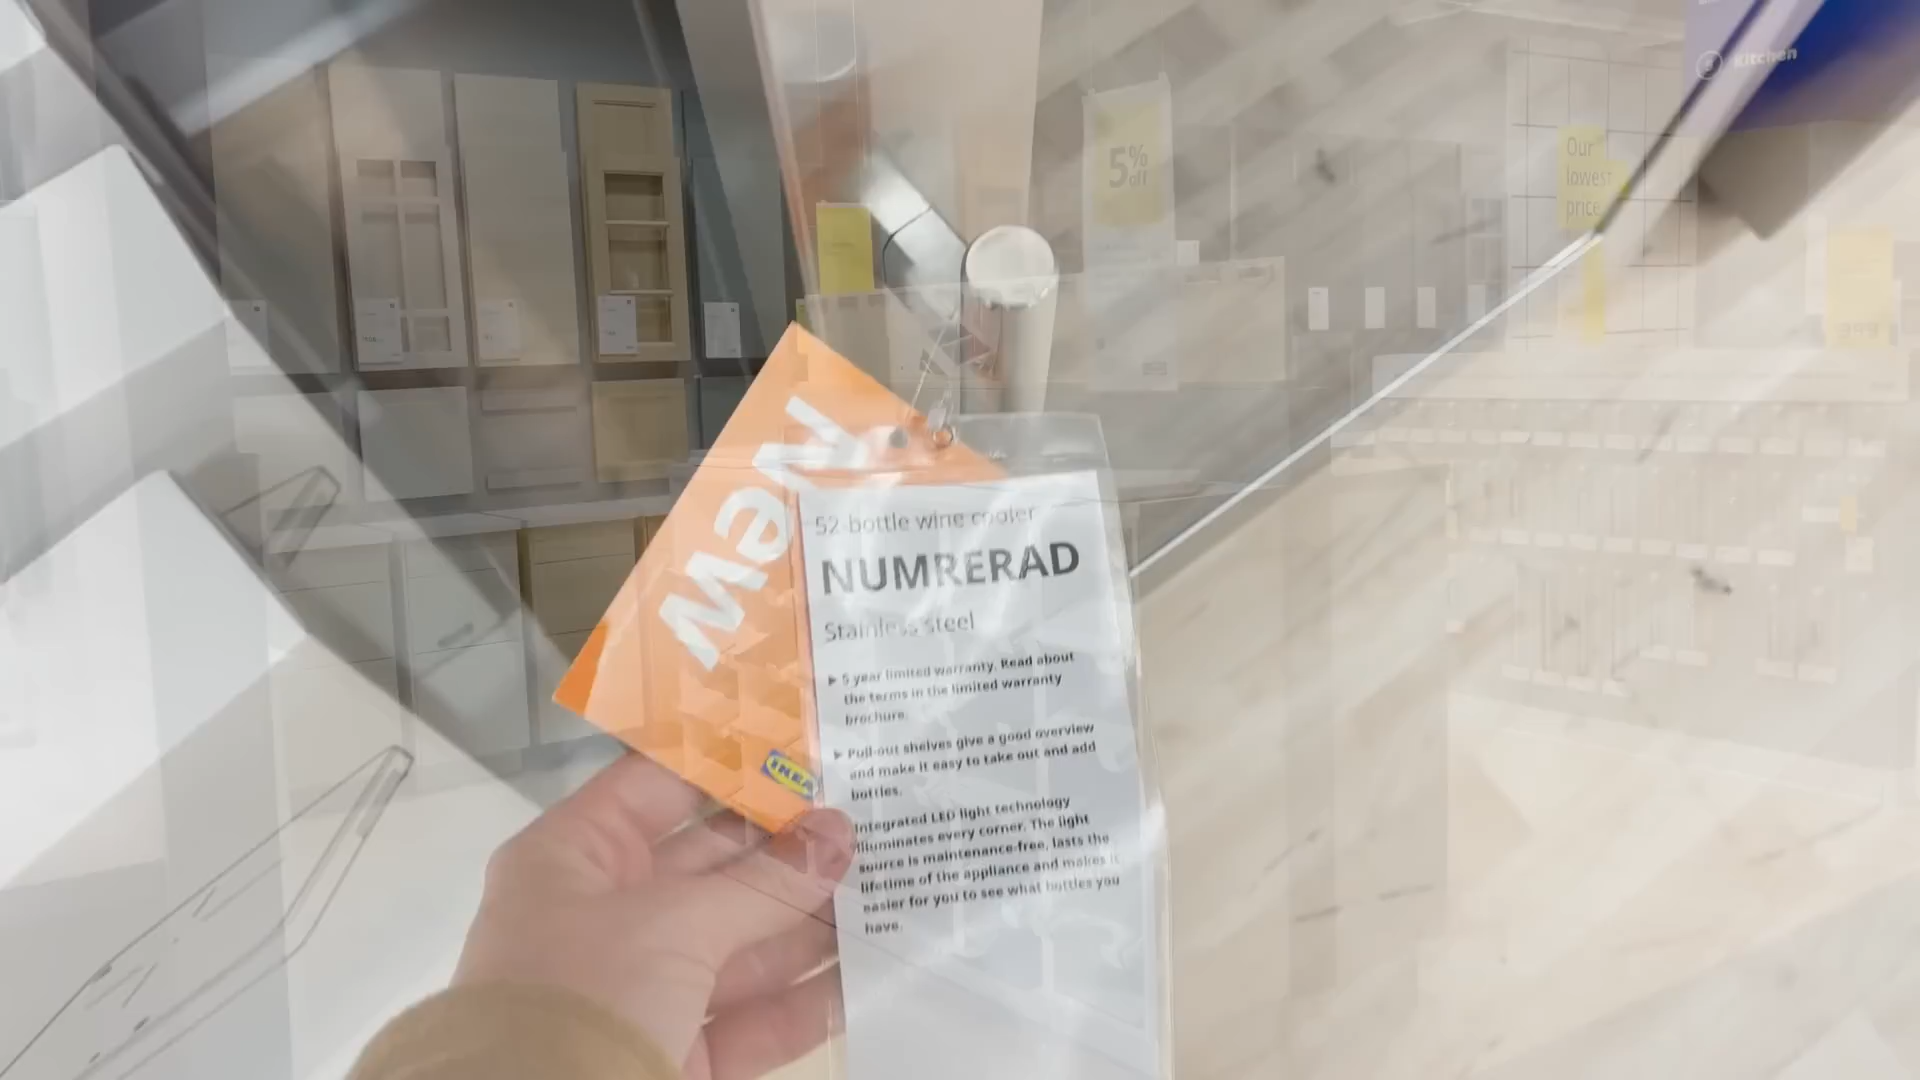 Kitchen
5% off
Our
lowest
price
New
IKEA
52-bottle wine cooler
NUMRERAD
Stainless steel
▸ 5 year limited warranty. Read about
the terms in the limited warranty
brochure.
▸ Pull-out shelves give a good overview
and make it easy to take out and add
bottles.
Integrated LED light technology
illuminates every corner. The light
source is maintenance-free, lasts the
lifetime of the appliance and makes it
easier for you to see what bottles you
have.